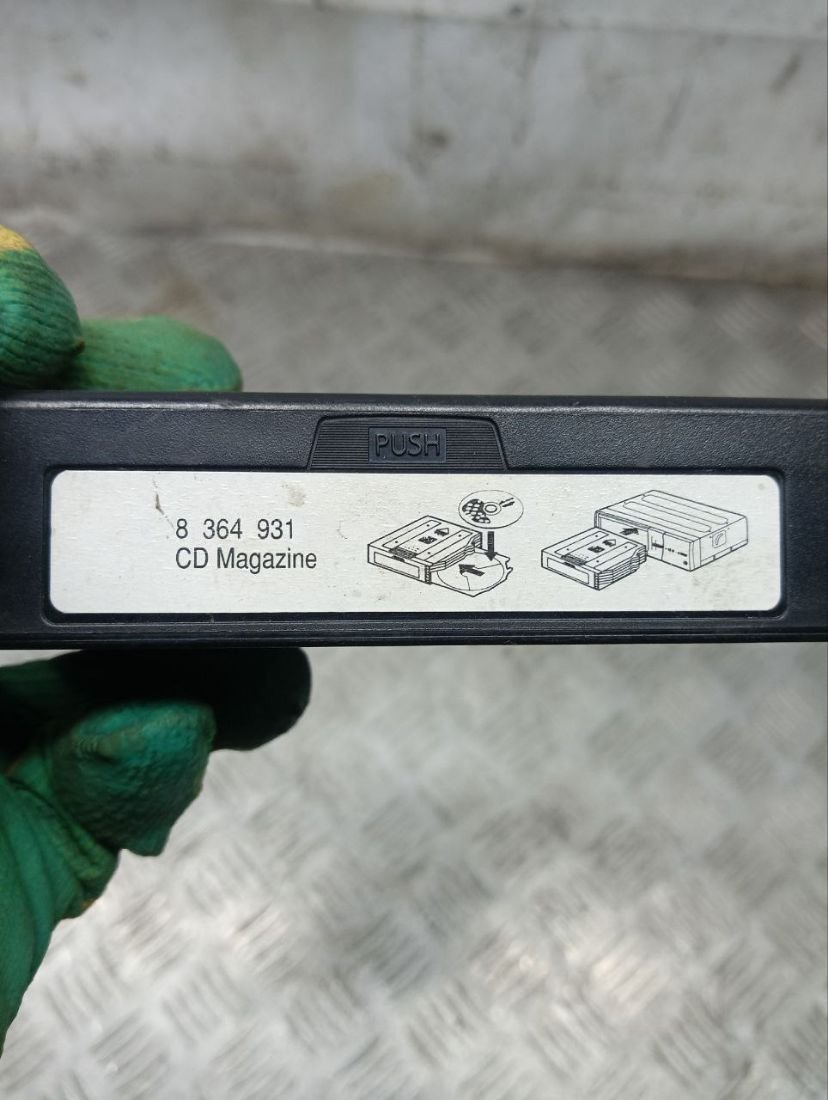 PUSH
8 364 931
CD Magazine